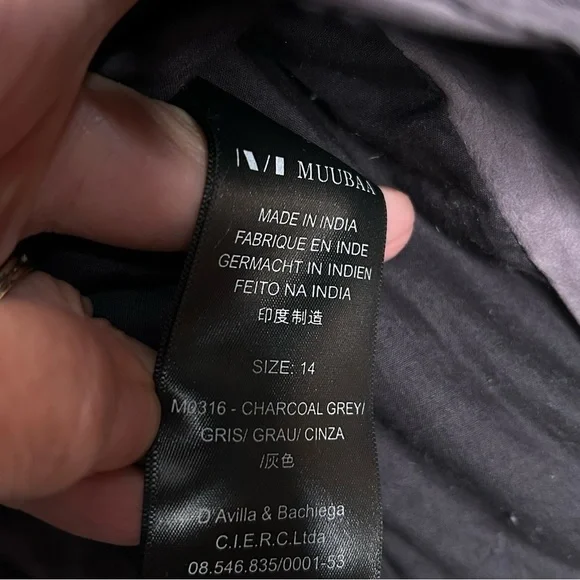 MUUBAA
MADE IN INDIA
FABRIQUE EN INDE
GERMACHT IN INDIEN
FEITO NA INDIA
印度制造
SIZE: 14
M0316 - CHARCOAL GREY/
GRIS/ GRAU/ CINZA
/灰色
D'Avilla & Bachiega
C.I.E.R.C.Ltda
08.546.835/0001-53